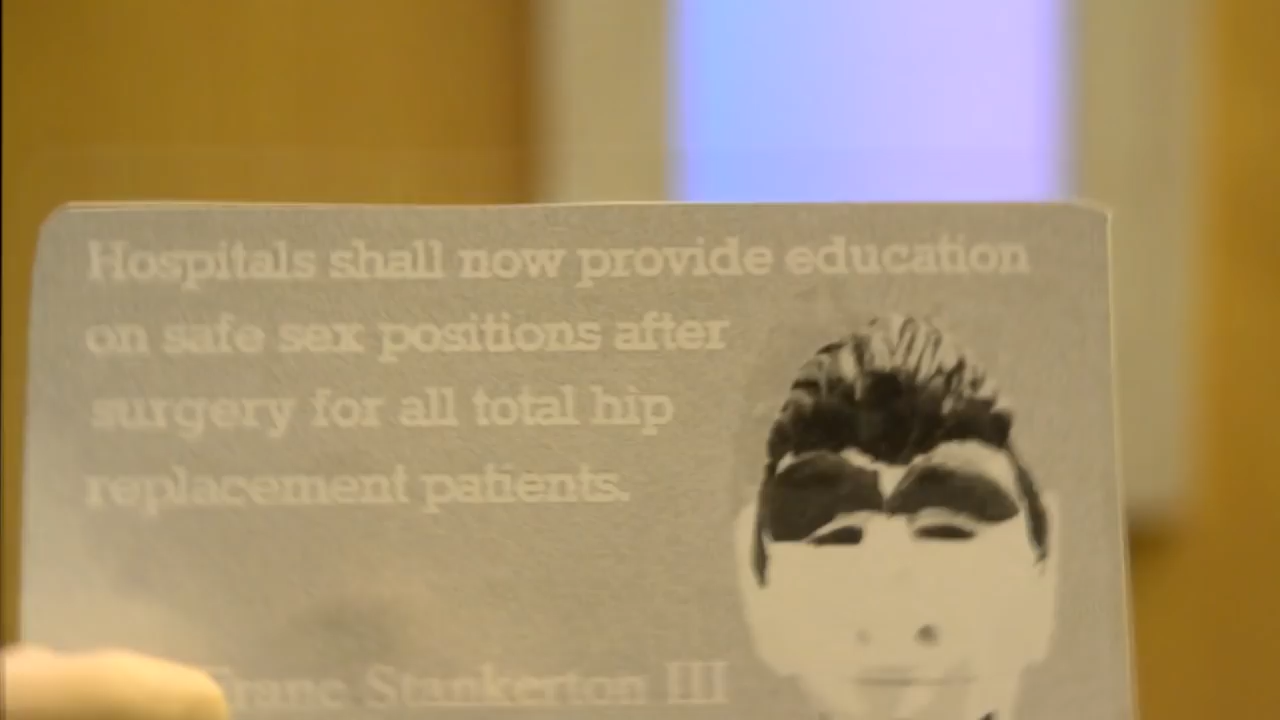 Hospitals shall now provide education
on safe sex positions after
surgery for all total hip
replacement patients.
Franc Stankerton III